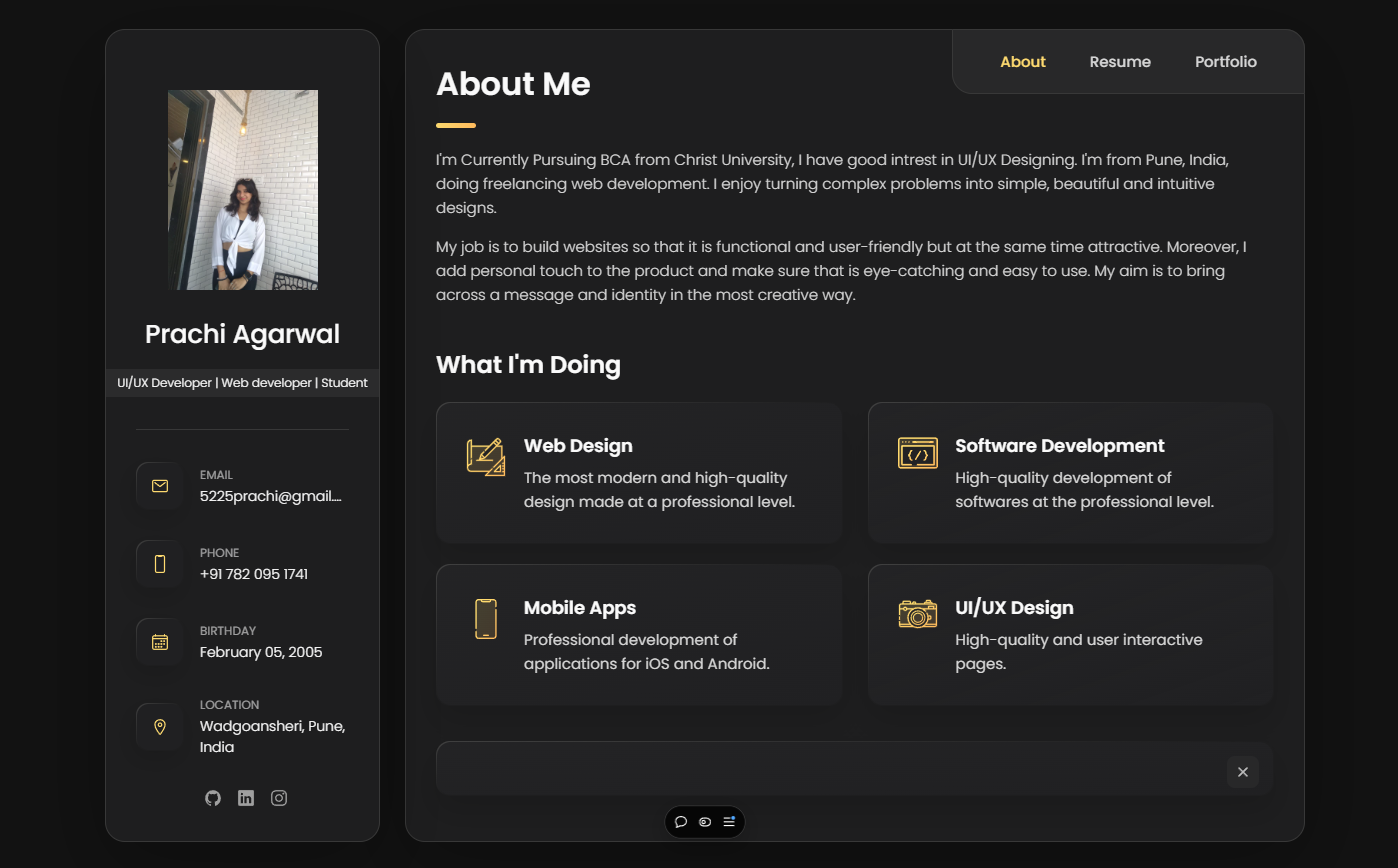 About
Resume
Portfolio
Prachi Agarwal
UI/UX Developer | Web developer | Student
EMAIL
5225prachi@gmail....
PHONE
+91 782 095 1741
BIRTHDAY
February 05, 2005
LOCATION
Wadgoansheri, Pune,
India
About Me
I'm Currently Pursuing BCA from Christ University, I have good intrest in UI/UX Designing. I'm from Pune, India,
doing freelancing web development. I enjoy turning complex problems into simple, beautiful and intuitive
designs.
My job is to build websites so that it is functional and user-friendly but at the same time attractive. Moreover, I
add personal touch to the product and make sure that is eye-catching and easy to use. My aim is to bring
across a message and identity in the most creative way.
What I'm Doing
Web Design
The most modern and high-quality
design made at a professional level.
Software Development
High-quality development of
softwares at the professional level.
Mobile Apps
Professional development of
applications for iOS and Android.
UI/UX Design
High-quality and user interactive
pages.